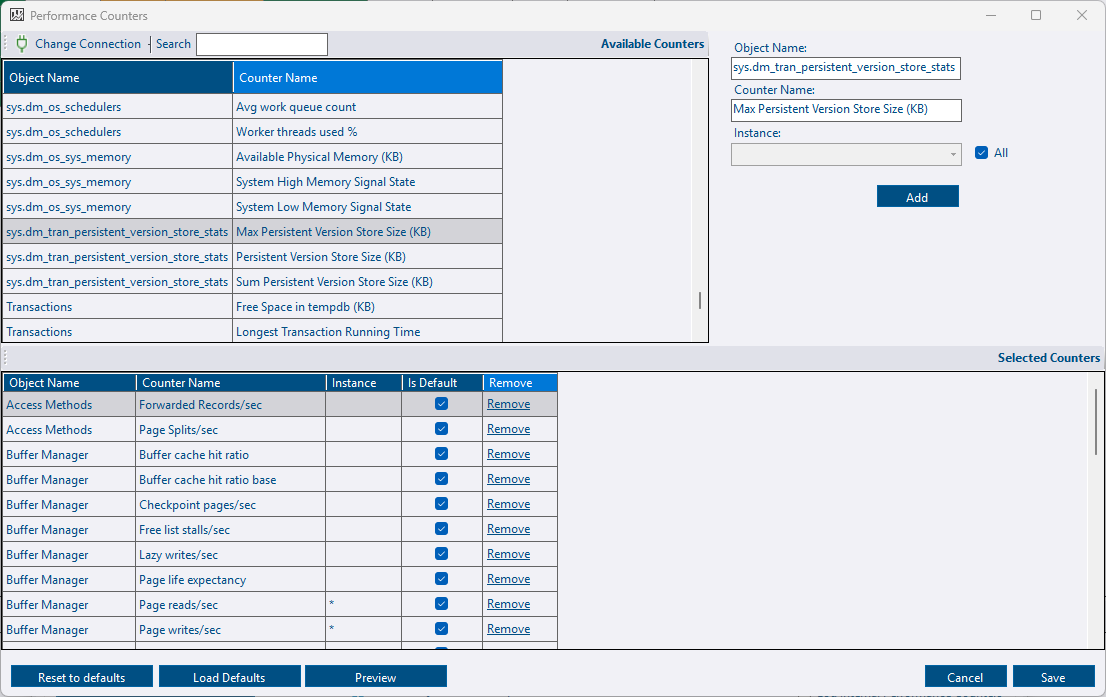 Performance Counters
Change Connection Search Available Counters
Object Name Counter Name
sys.dm_os_schedulers Avg work queue count
sys.dm_os_schedulers Worker threads used %
sys.dm_os_sys_memory Available Physical Memory (KB)
sys.dm_os_sys_memory System High Memory Signal State
sys.dm_os_sys_memory System Low Memory Signal State
sys.dm_tran_persistent_version_store_stats Max Persistent Version Store Size (KB)
sys.dm_tran_persistent_version_store_stats Persistent Version Store Size (KB)
sys.dm_tran_persistent_version_store_stats Sum Persistent Version Store Size (KB)
Transactions Free Space in tempdb (KB)
Transactions Longest Transaction Running Time
Object Name:
sys.dm_tran_persistent_version_store_stats
Counter Name:
Max Persistent Version Store Size (KB)
Instance:
All
Add
Selected Counters
Object Name Counter Name Instance Is Default Remove
Access Methods Forwarded Records/sec Remove
Access Methods Page Splits/sec Remove
Buffer Manager Buffer cache hit ratio Remove
Buffer Manager Buffer cache hit ratio base Remove
Buffer Manager Checkpoint pages/sec Remove
Buffer Manager Free list stalls/sec Remove
Buffer Manager Lazy writes/sec Remove
Buffer Manager Page life expectancy Remove
Buffer Manager Page reads/sec * Remove
Buffer Manager Page writes/sec * Remove
Reset to defaults Load Defaults Preview Cancel Save